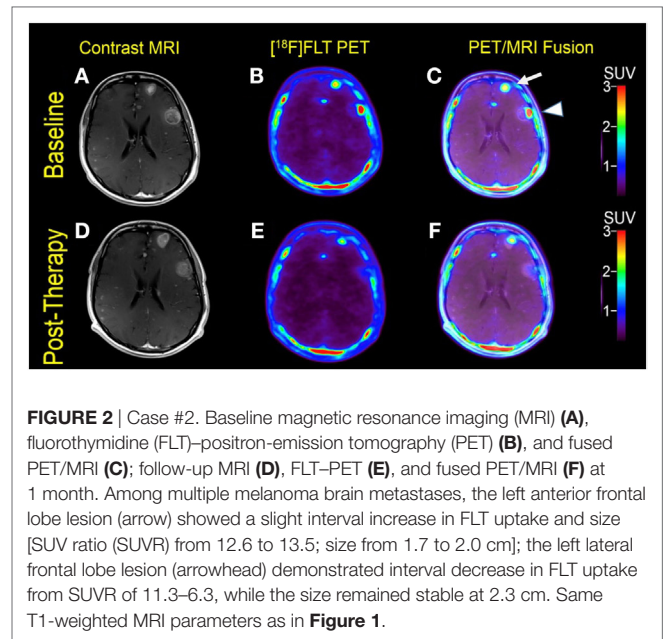 Contrast MRI [¹⁸F]FLT PET PET/MRI Fusion
A B C SUV
Baseline
3
2
1
D E F SUV
Post-Therapy
3
2
1
FIGURE 2 | Case #2. Baseline magnetic resonance imaging (MRI) (A),
fluorothymidine (FLT)–positron-emission tomography (PET) (B), and fused
PET/MRI (C); follow-up MRI (D), FLT–PET (E), and fused PET/MRI (F) at
1 month. Among multiple melanoma brain metastases, the left anterior frontal
lobe lesion (arrow) showed a slight interval increase in FLT uptake and size
[SUV ratio (SUVR) from 12.6 to 13.5; size from 1.7 to 2.0 cm]; the left lateral
frontal lobe lesion (arrowhead) demonstrated interval decrease in FLT uptake
from SUVR of 11.3–6.3, while the size remained stable at 2.3 cm. Same
T1-weighted MRI parameters as in Figure 1.